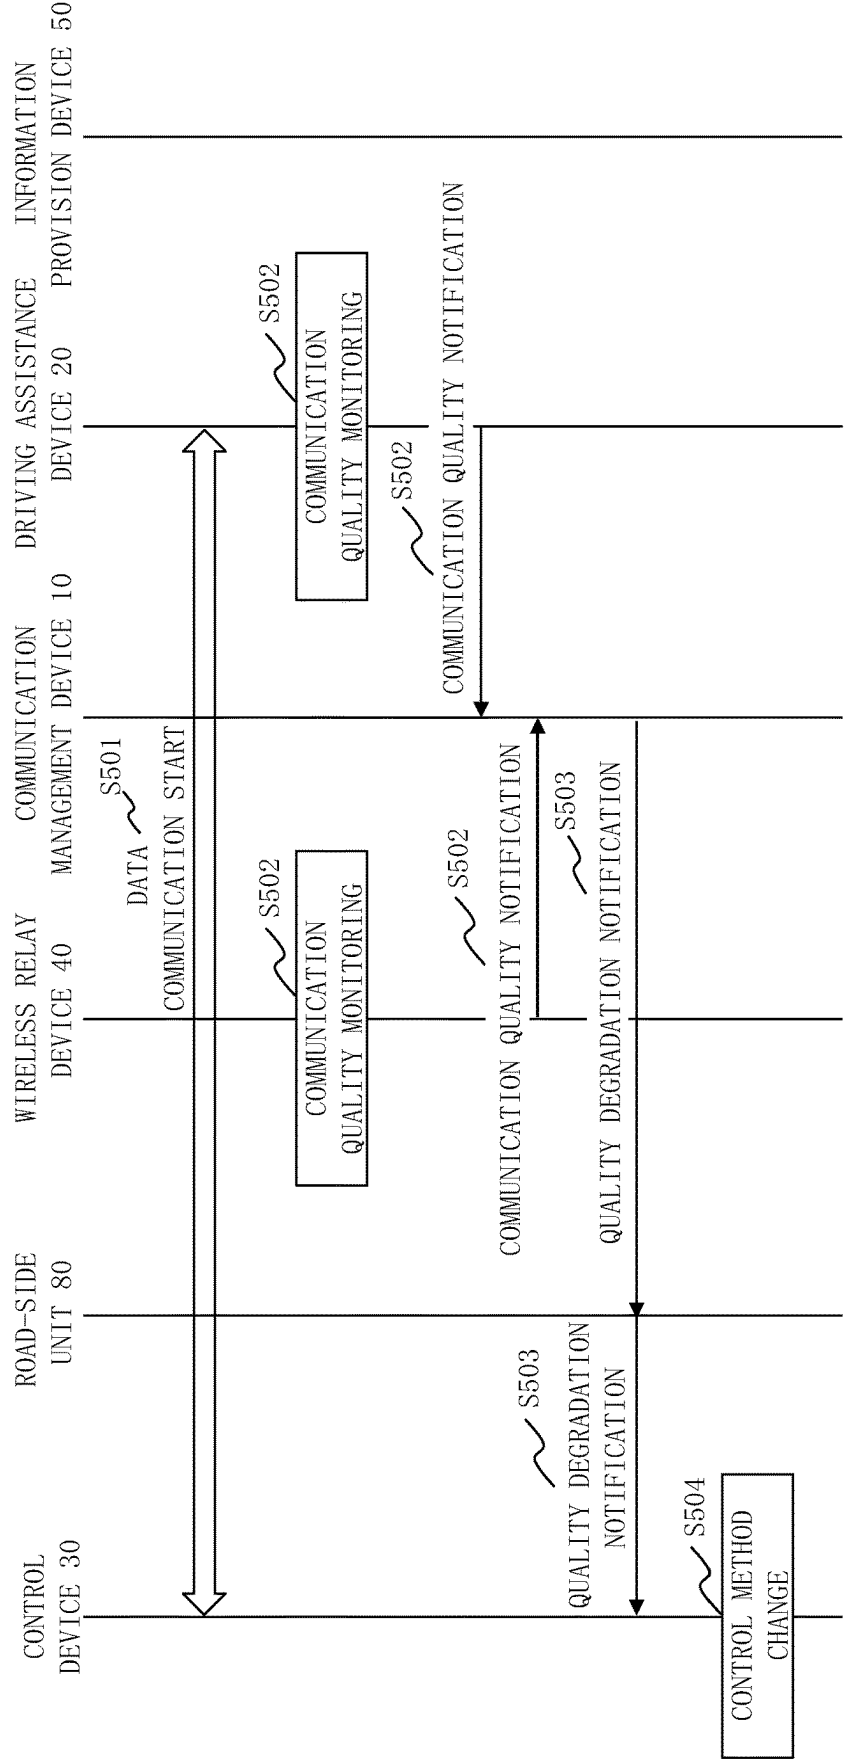 CONTROL
DEVICE 30
ROAD-SIDE
UNIT 80
WIRELESS RELAY
DEVICE 40
COMMUNICATION
MANAGEMENT DEVICE 10
DRIVING ASSISTANCE
DEVICE 20
INFORMATION
PROVISION DEVICE 50
S501
DATA
COMMUNICATION START
S502
COMMUNICATION
QUALITY MONITORING
S502
COMMUNICATION
QUALITY MONITORING
S502
COMMUNICATION QUALITY NOTIFICATION
S502
COMMUNICATION QUALITY NOTIFICATION
S503
QUALITY DEGRADATION NOTIFICATION
S503
QUALITY DEGRADATION
NOTIFICATION
S504
CONTROL METHOD
CHANGE